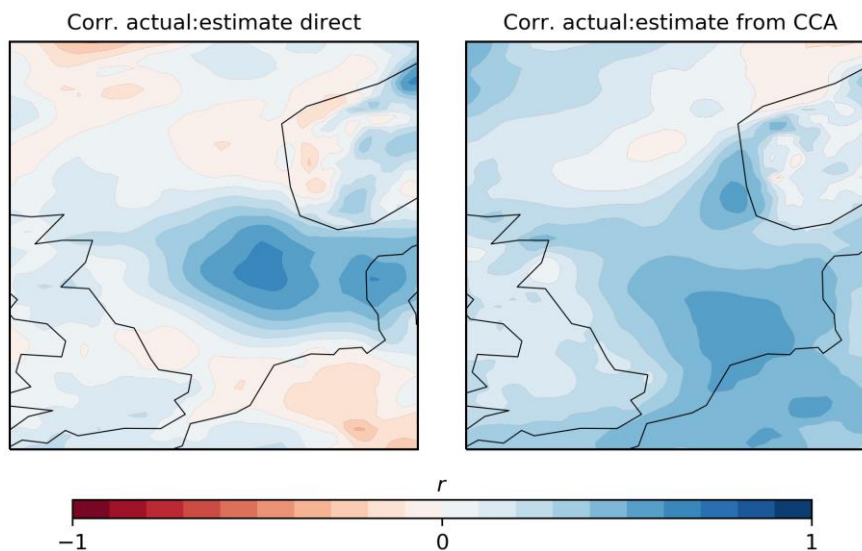 Corr. actual:estimate direct
Corr. actual:estimate from CCA
r
−1 0 1